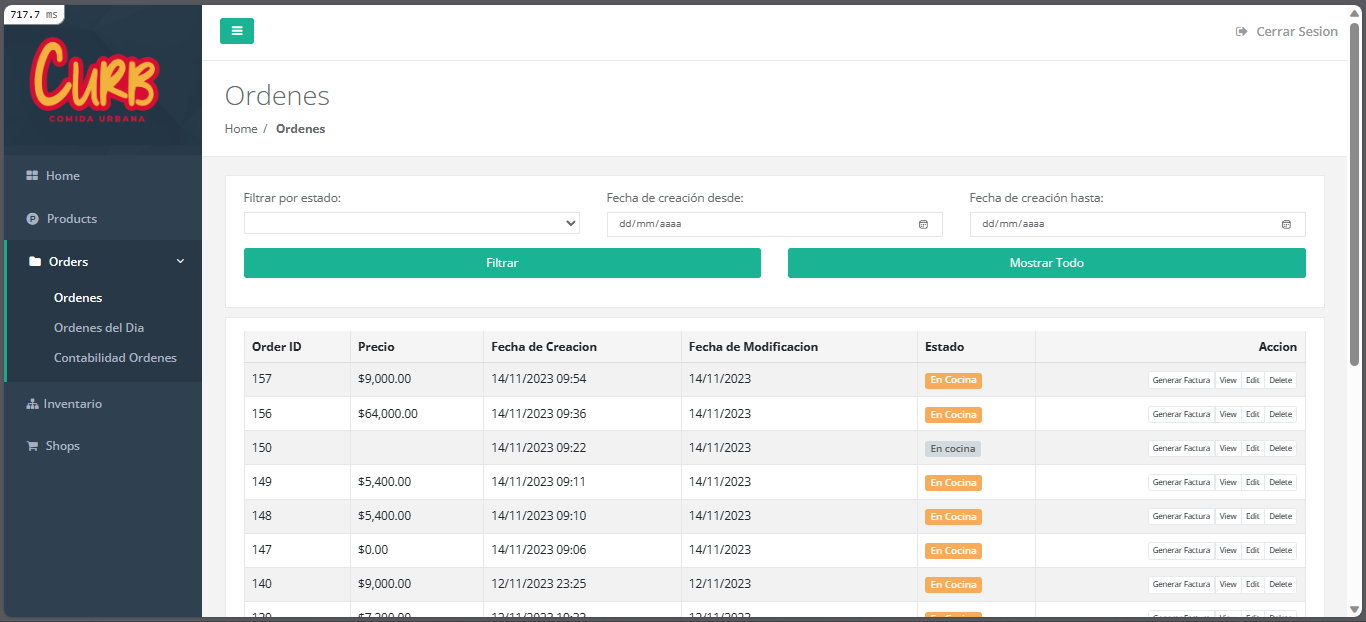 717.7 ms
CURB
COMIDA URBANA
Home
Products
Orders
Ordenes
Ordenes del Dia
Contabilidad Ordenes
Inventario
Shops
Cerrar Sesion
Ordenes
Home / Ordenes
Filtrar por estado: Fecha de creación desde: Fecha de creación hasta:
dd/mm/aaaa dd/mm/aaaa
Filtrar Mostrar Todo
Order ID Precio Fecha de Creacion Fecha de Modificacion Estado Accion
157 $9,000.00 14/11/2023 09:54 14/11/2023 En Cocina Generar Factura View Edit Delete
156 $64,000.00 14/11/2023 09:36 14/11/2023 En Cocina Generar Factura View Edit Delete
150 14/11/2023 09:22 14/11/2023 En cocina Generar Factura View Edit Delete
149 $5,400.00 14/11/2023 09:11 14/11/2023 En Cocina Generar Factura View Edit Delete
148 $5,400.00 14/11/2023 09:10 14/11/2023 En Cocina Generar Factura View Edit Delete
147 $0.00 14/11/2023 09:06 14/11/2023 En Cocina Generar Factura View Edit Delete
140 $9,000.00 12/11/2023 23:25 12/11/2023 En Cocina Generar Factura View Edit Delete